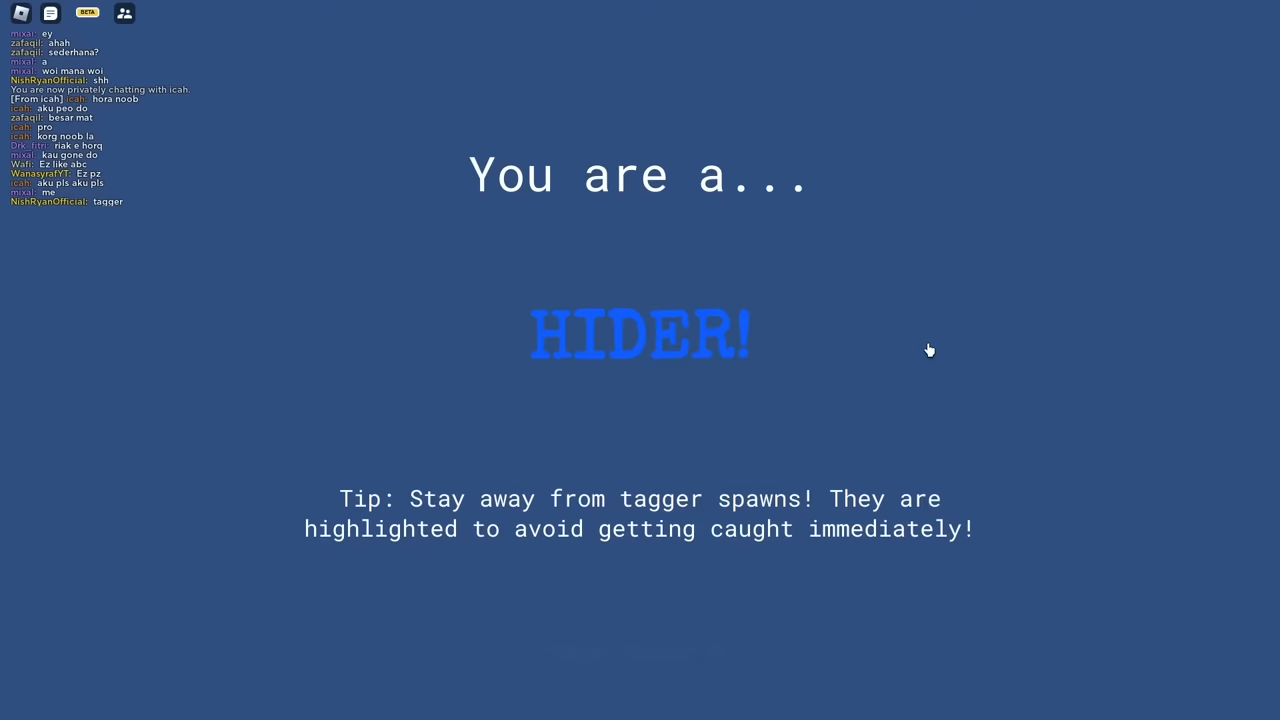 BETA
mixal: ey
zafaqil: ahah
zafaqil: sederhana?
mixal: a
mixal: woi mana woi
NishRyanOfficial: shh
You are now privately chatting with icah.
[From icah] icah: hora noob
icah: aku peo do
zafaqil: besar mat
icah: pro
icah: korg noob la
Drk_fitri: riak e horq
mixal: kau gone do
Wafi: Ez like abc
WanasyrafYT: Ez pz
icah: aku pls aku pls
mixal: me
NishRyanOfficial: tagger
You are a...
HIDER!
Tip: Stay away from tagger spawns! They are
highlighted to avoid getting caught immediately!